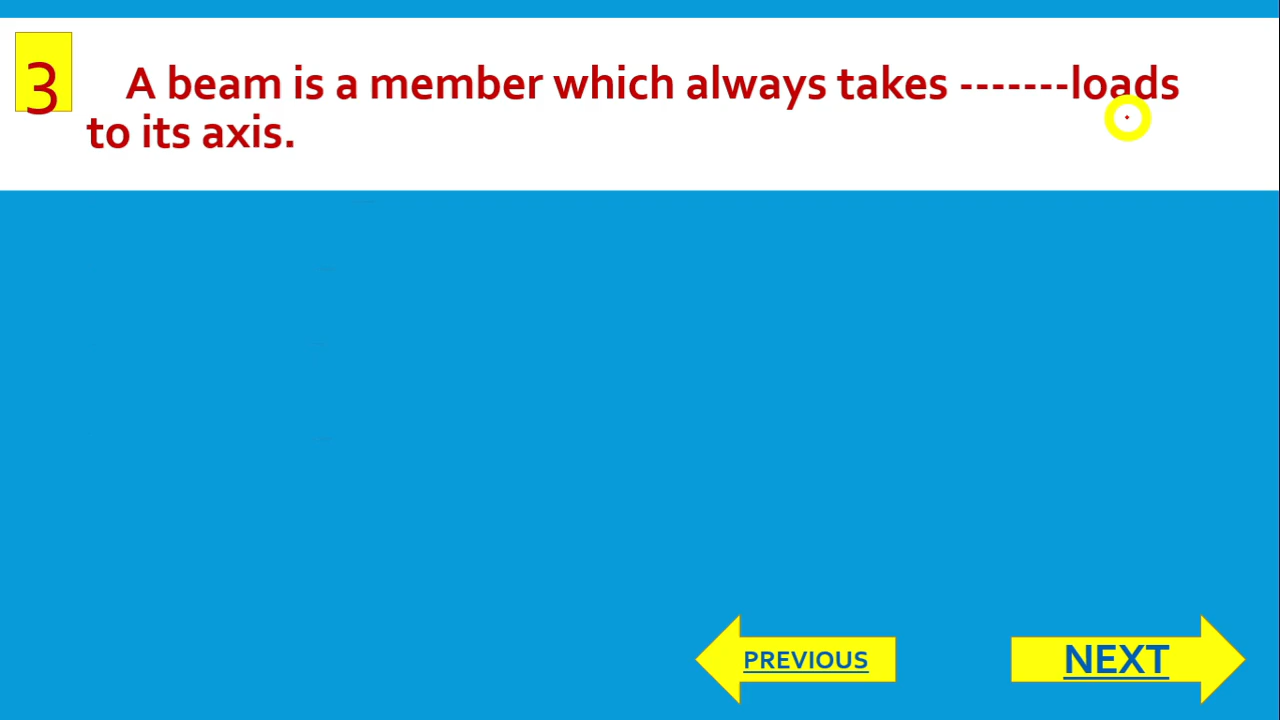 3
A beam is a member which always takes -------loads
to its axis.
PREVIOUS
NEXT